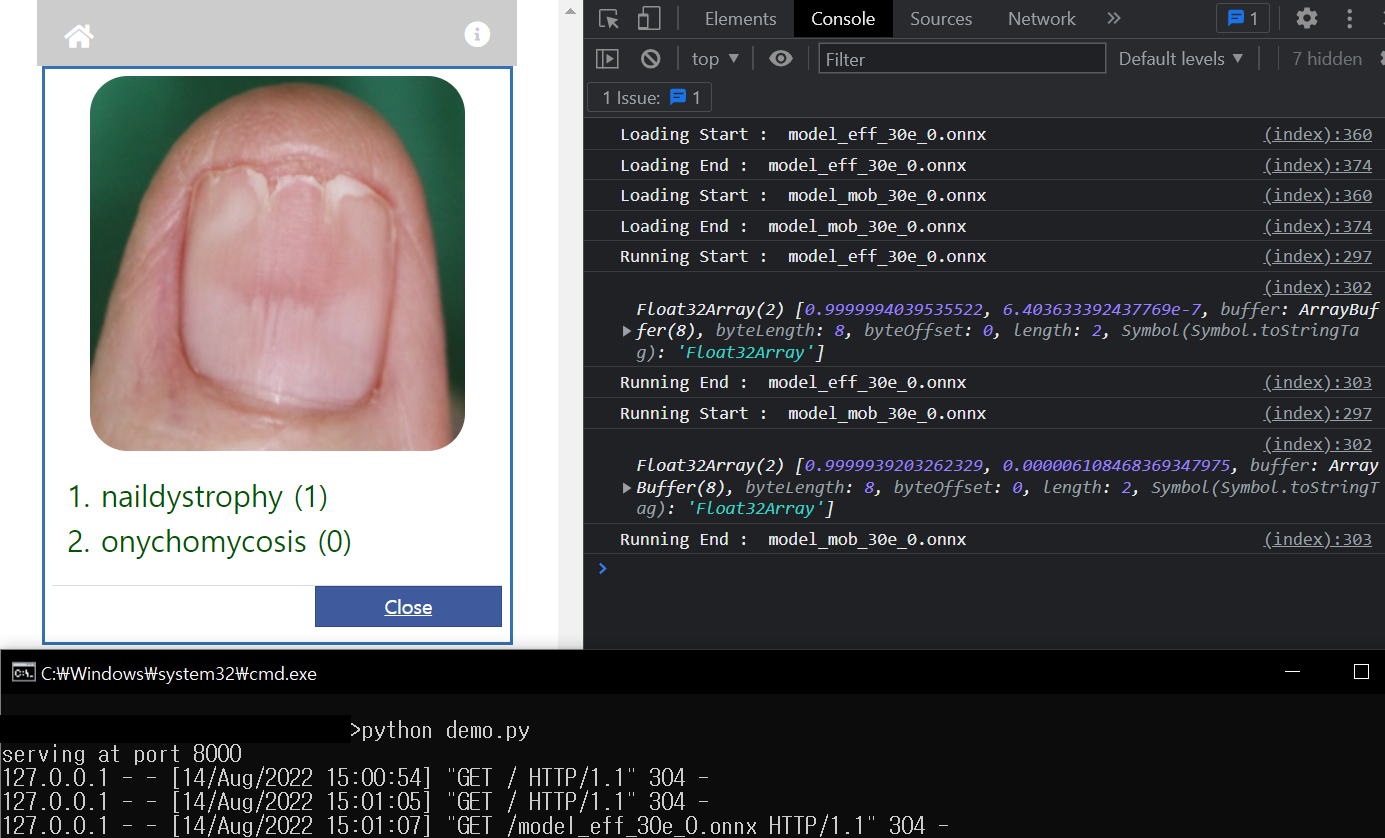 1. naildystrophy (1)
2. onychomycosis (0)
Close
Elements Console Sources Network » 1
top ▼ Filter Default levels ▼ 7 hidden
1 Issue: 1
Loading Start :  model_eff_30e_0.onnx (index):360
Loading End :  model_eff_30e_0.onnx (index):374
Loading Start :  model_mob_30e_0.onnx (index):360
Loading End :  model_mob_30e_0.onnx (index):374
Running Start :  model_eff_30e_0.onnx (index):297
(index):302
Float32Array(2) [0.9999994039535522, 6.403633392437769e-7, buffer: ArrayBuf
fer(8), byteLength: 8, byteOffset: 0, length: 2, Symbol(Symbol.toStringTa
g): 'Float32Array']
Running End :  model_eff_30e_0.onnx (index):303
Running Start :  model_mob_30e_0.onnx (index):297
(index):302
Float32Array(2) [0.9999939203262329, 0.000006108468369347975, buffer: Array
Buffer(8), byteLength: 8, byteOffset: 0, length: 2, Symbol(Symbol.toStringT
ag): 'Float32Array']
Running End :  model_mob_30e_0.onnx (index):303
C:₩Windows₩system32₩cmd.exe
>python demo.py
serving at port 8000
127.0.0.1 - - [14/Aug/2022 15:00:54] "GET / HTTP/1.1" 304 -
127.0.0.1 - - [14/Aug/2022 15:01:05] "GET / HTTP/1.1" 304 -
127.0.0.1 - - [14/Aug/2022 15:01:07] "GET /model_eff_30e_0.onnx HTTP/1.1" 304 -